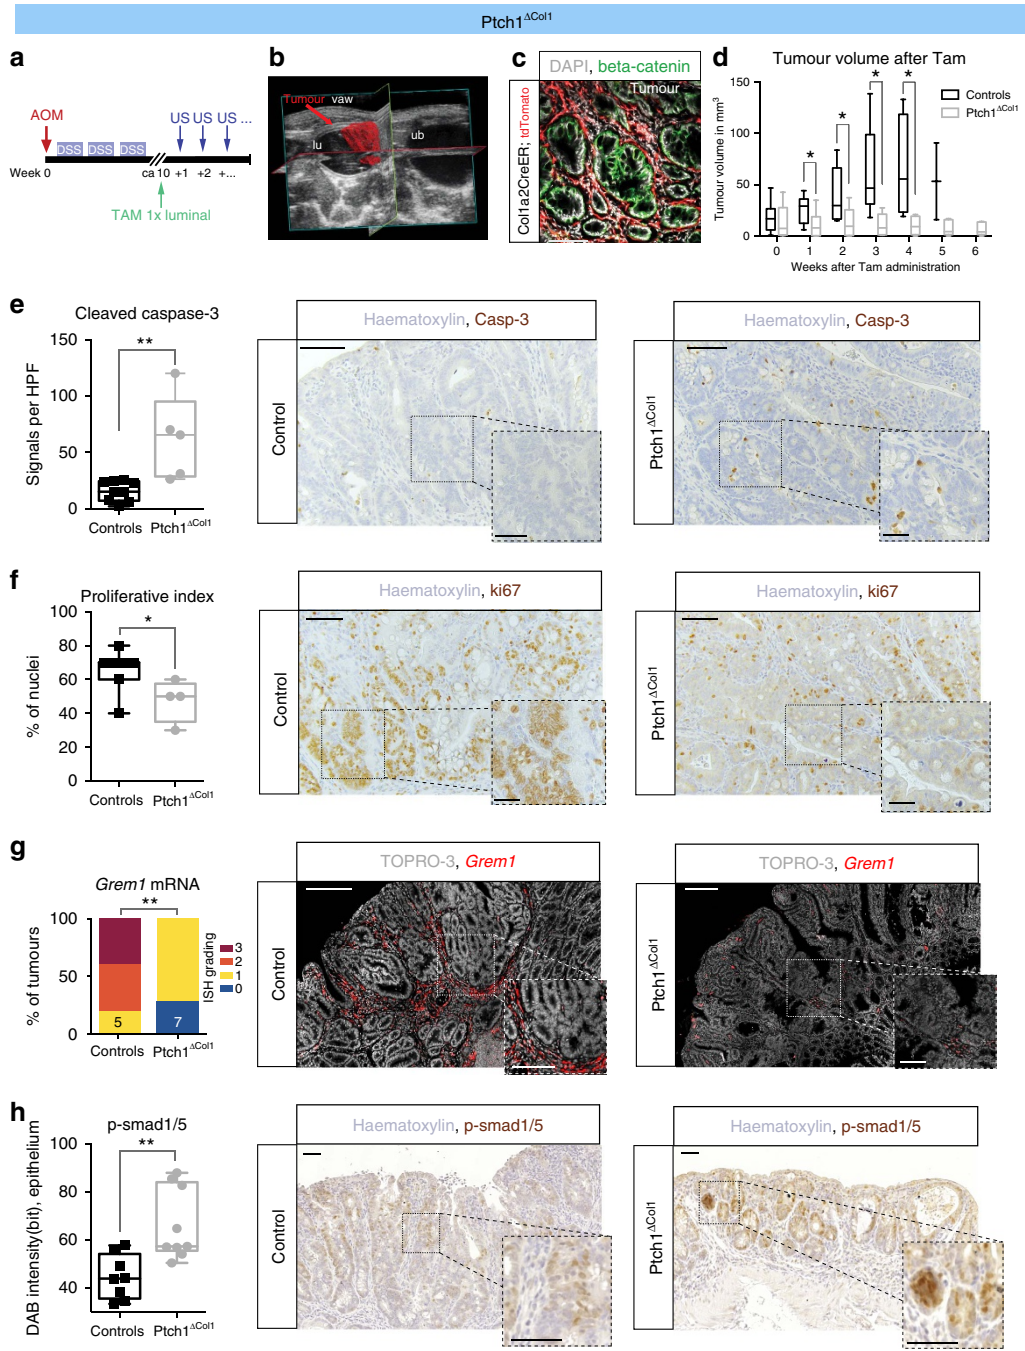 Ptch1ΔCol1
a
AOM
DSS DSS DSS
US US US ...
Week 0 ca 10 +1 +2 +...
TAM 1x luminal
b
Tumour vaw
lu
ub
c
DAPI, beta-catenin
Col1a2CreER; tdTomato
Tumour
d
Tumour volume after Tam
Tumour volume in mm3
150
100
50
0
* * * *
Controls
Ptch1ΔCol1
0 1 2 3 4 5 6
Weeks after Tam administration
e
Cleaved caspase-3
Signals per HPF
150
100
50
0
**
Controls Ptch1ΔCol1
Haematoxylin, Casp-3
Control
Haematoxylin, Casp-3
Ptch1ΔCol1
f
Proliferative index
% of nuclei
100
80
60
40
20
0
*
Controls Ptch1ΔCol1
Haematoxylin, ki67
Control
Haematoxylin, ki67
Ptch1ΔCol1
g
Grem1 mRNA
% of tumours
100
50
0
**
5 7
Controls Ptch1ΔCol1
ISH grading
3
2
1
0
TOPRO-3, Grem1
Control
TOPRO-3, Grem1
Ptch1ΔCol1
h
p-smad1/5
DAB intensity(bit), epithelium
100
80
60
40
**
Controls Ptch1ΔCol1
Haematoxylin, p-smad1/5
Control
Haematoxylin, p-smad1/5
Ptch1ΔCol1